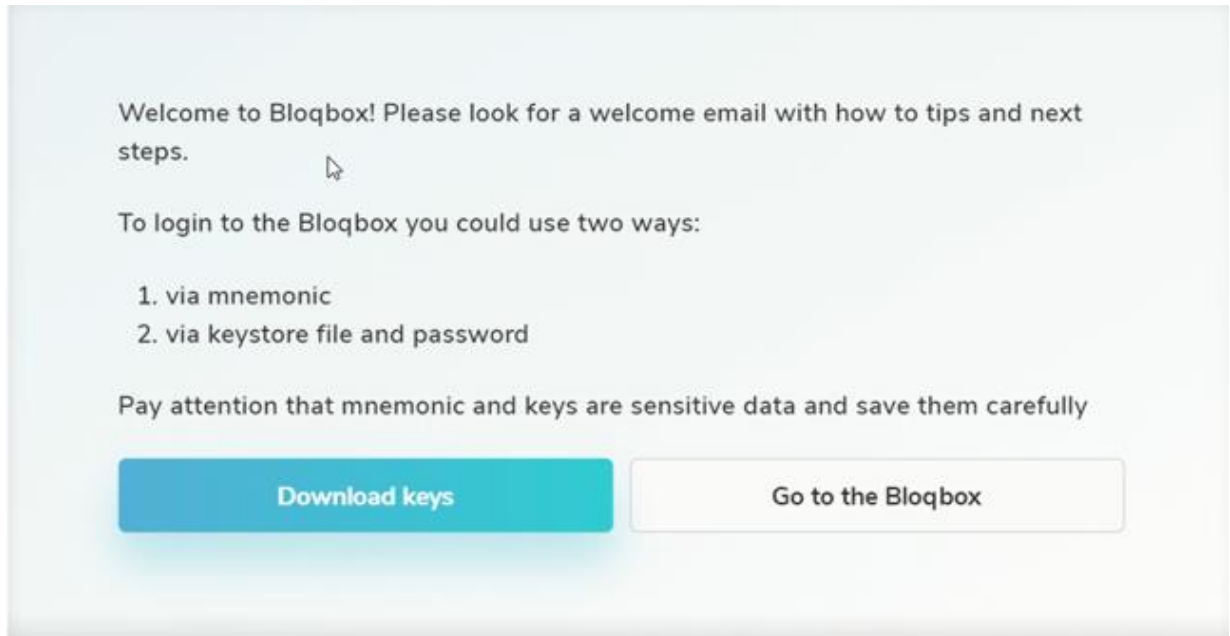 Welcome to Bloqbox! Please look for a welcome email with how to tips and next
steps.
To login to the Bloqbox you could use two ways:
1. via mnemonic
2. via keystore file and password
Pay attention that mnemonic and keys are sensitive data and save them carefully
Download keys
Go to the Bloqbox